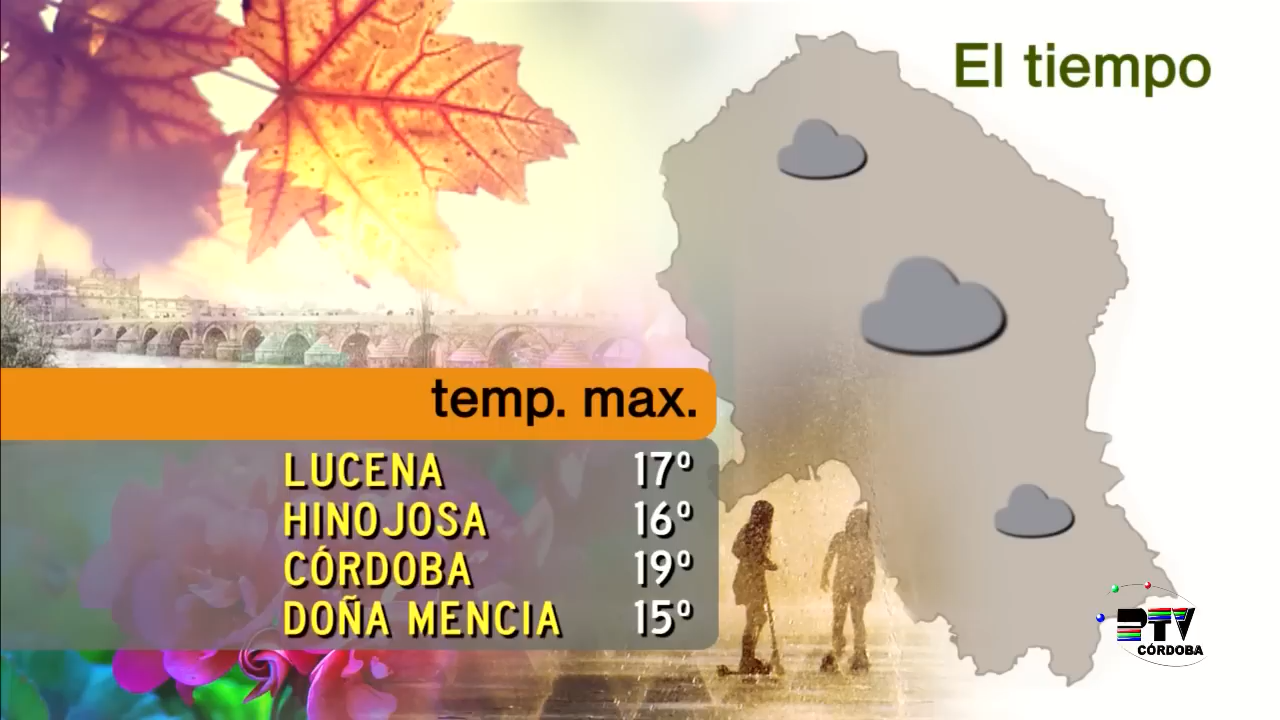 El tiempo
temp. max.
LUCENA 17º
HINOJOSA 16º
CÓRDOBA 19º
DOÑA MENCIA 15º
PTV
CÓRDOBA